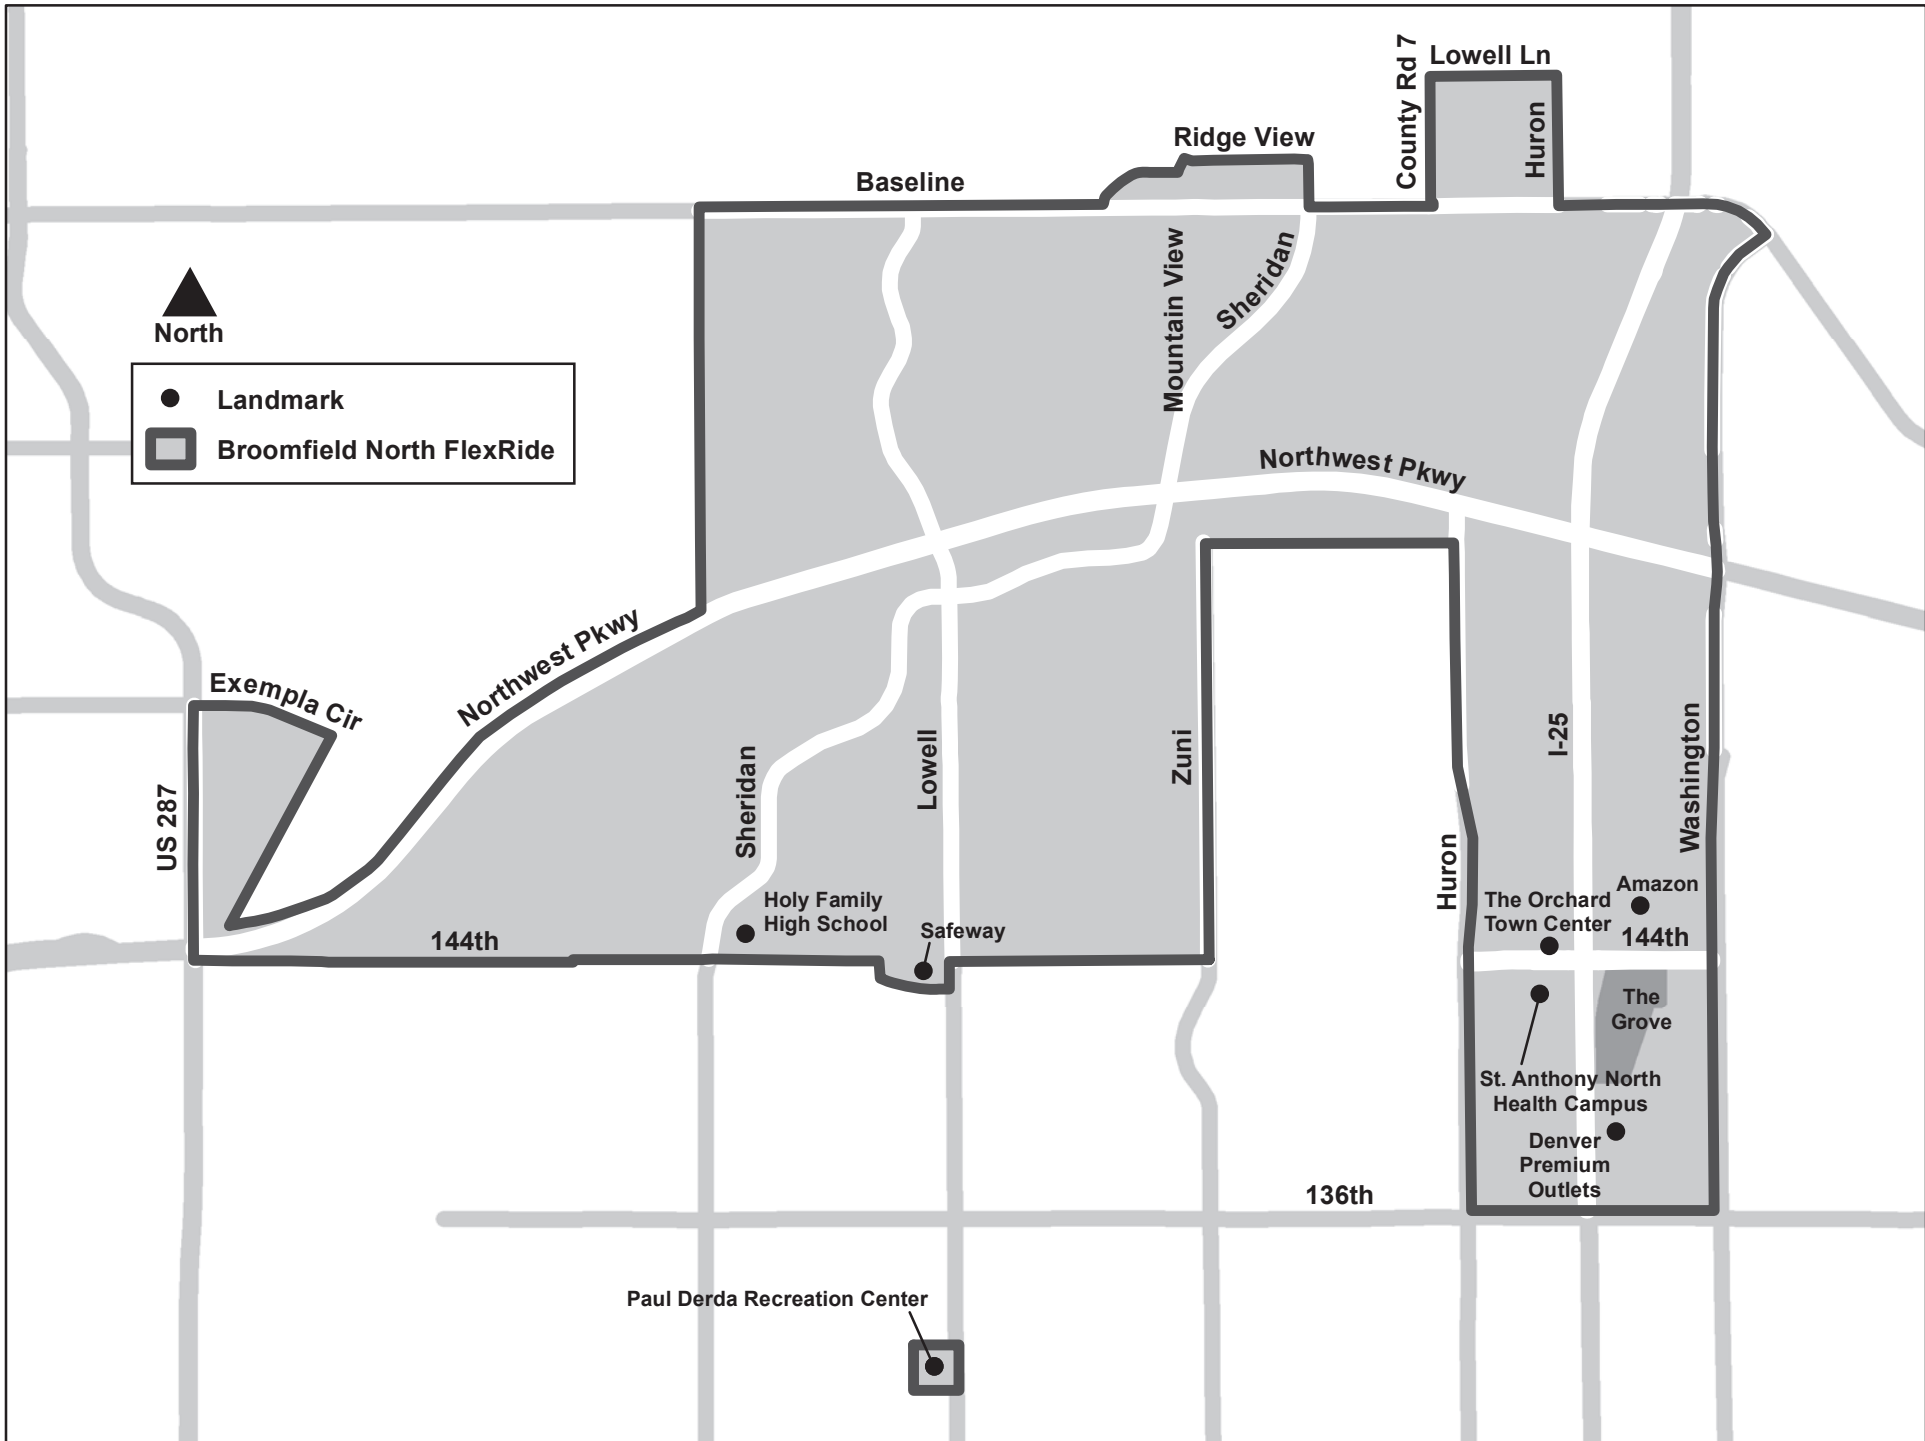 County Rd 7
Lowell Ln
Huron
Ridge View
Baseline
Mountain View
Sheridan
North
Landmark
Broomfield North FlexRide
Northwest Pkwy
Northwest Pkwy
Exempla Cir
US 287
Sheridan
Lowell
Zuni
I-25
Washington
Huron
Holy Family
High School
Safeway
144th
Amazon
The Orchard
Town Center
144th
The
Grove
St. Anthony North
Health Campus
Denver
Premium
Outlets
136th
Paul Derda Recreation Center